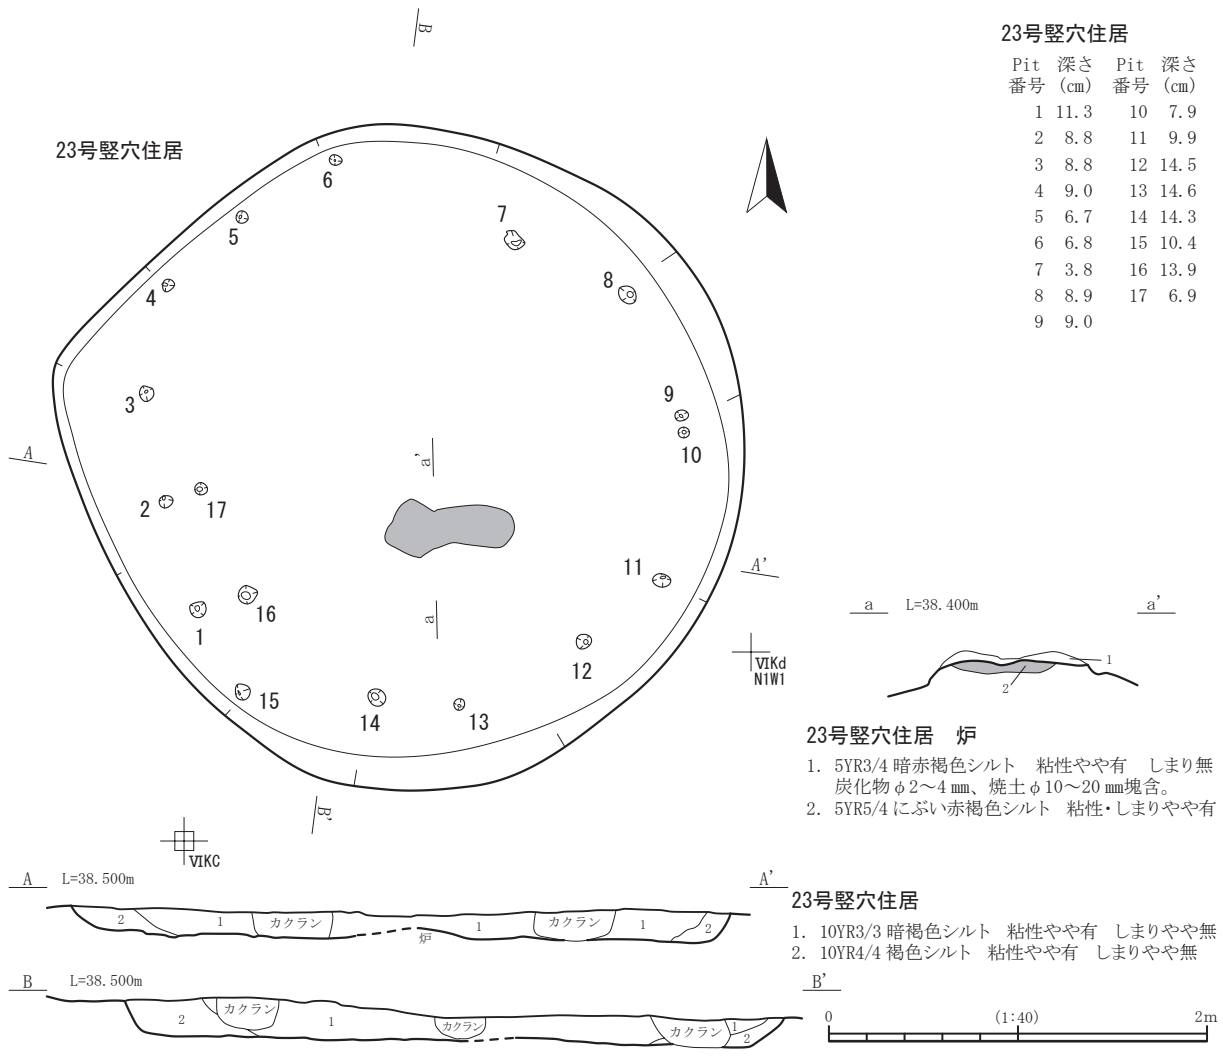 23号竪穴住居
Pit 深さ Pit 深さ
番号 (㎝) 番号 (㎝)
1 11.3 10 7.9
2 8.8 11 9.9
3 8.8 12 14.5
4 9.0 13 14.6
5 6.7 14 14.3
6 6.8 15 10.4
7 3.8 16 13.9
8 8.9 17 6.9
9 9.0
23号竪穴住居
B
6
7
5
8
4
3
9
10
A
a'
2
17
11
A'
16
1
a
12
VIKd
N1W1
15
14
13
B'
VIKC
a L=38.400m a'
1
2
23号竪穴住居 炉
1. 5YR3/4 暗赤褐色シルト 粘性やや有 しまり無
炭化物φ2～4㎜、焼土φ10～20㎜塊含。
2. 5YR5/4 にぶい赤褐色シルト 粘性・しまりやや有
A L=38.500m A'
2 1 カクラン 1 カクラン 1 2
炉
23号竪穴住居
1. 10YR3/3 暗褐色シルト 粘性やや有 しまりやや無
2. 10YR4/4 褐色シルト 粘性やや有 しまりやや無
B L=38.500m B'
2 カクラン 1 カクラン カクラン 1 2
0 (1:40) 2m